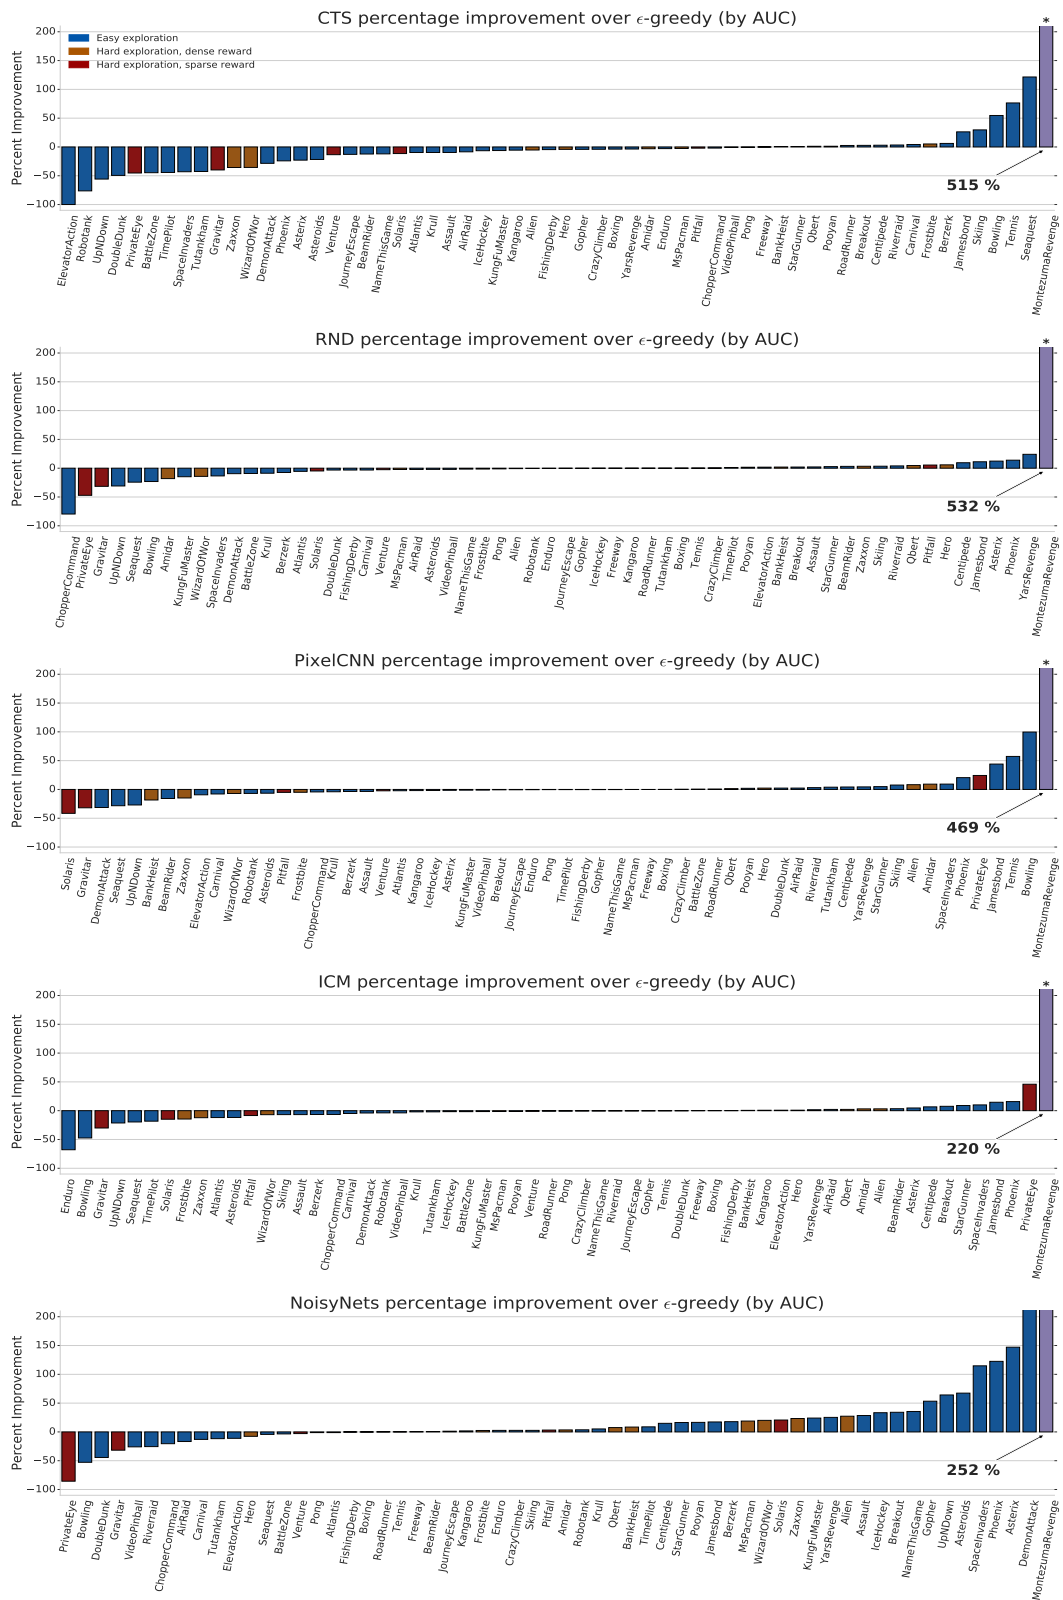 CTS percentage improvement over ϵ-greedy (by AUC)
Percent Improvement
200
150
100
50
0
−50
−100
Easy exploration
Hard exploration, dense reward
Hard exploration, sparse reward
*
515 %
ElevatorAction
Robotank
UpNDown
DoubleDunk
PrivateEye
BattleZone
TimePilot
SpaceInvaders
Tutankham
Gravitar
Zaxxon
WizardOfWor
DemonAttack
Phoenix
Asterix
Asteroids
Venture
JourneyEscape
BeamRider
NameThisGame
Solaris
Atlantis
Krull
Assault
AirRaid
IceHockey
KungFuMaster
Kangaroo
Alien
FishingDerby
Hero
Gopher
CrazyClimber
Boxing
YarsRevenge
Amidar
Enduro
MsPacman
Pitfall
ChopperCommand
VideoPinball
Pong
Freeway
BankHeist
StarGunner
Qbert
Pooyan
RoadRunner
Breakout
Centipede
Riverraid
Carnival
Frostbite
Berzerk
Jamesbond
Skiing
Bowling
Tennis
Seaquest
MontezumaRevenge
RND percentage improvement over ϵ-greedy (by AUC)
Percent Improvement
200
150
100
50
0
−50
−100
*
532 %
ChopperCommand
PrivateEye
Gravitar
UpNDown
Seaquest
Bowling
Amidar
KungFuMaster
WizardOfWor
SpaceInvaders
DemonAttack
BattleZone
Krull
Berzerk
Atlantis
Solaris
DoubleDunk
FishingDerby
Carnival
Venture
MsPacman
AirRaid
Asteroids
VideoPinball
NameThisGame
Frostbite
Pong
Alien
Robotank
Enduro
JourneyEscape
Gopher
IceHockey
Freeway
Kangaroo
RoadRunner
Tutankham
Boxing
Tennis
CrazyClimber
TimePilot
Pooyan
ElevatorAction
BankHeist
Breakout
Assault
StarGunner
BeamRider
Zaxxon
Skiing
Riverraid
Qbert
Pitfall
Hero
Centipede
Jamesbond
Asterix
Phoenix
YarsRevenge
MontezumaRevenge
PixelCNN percentage improvement over ϵ-greedy (by AUC)
Percent Improvement
200
150
100
50
0
−50
−100
*
469 %
Solaris
Gravitar
DemonAttack
Seaquest
UpNDown
BankHeist
BeamRider
Zaxxon
ElevatorAction
Carnival
WizardOfWor
Robotank
Asteroids
Pitfall
Frostbite
ChopperCommand
Krull
Berzerk
Assault
Venture
Atlantis
Kangaroo
IceHockey
Asterix
KungFuMaster
VideoPinball
Breakout
JourneyEscape
Enduro
Pong
TimePilot
FishingDerby
Gopher
NameThisGame
MsPacman
Freeway
Boxing
CrazyClimber
BattleZone
RoadRunner
Qbert
Pooyan
Hero
DoubleDunk
AirRaid
Riverraid
Tutankham
Centipede
YarsRevenge
StarGunner
Skiing
Alien
Amidar
SpaceInvaders
Phoenix
PrivateEye
Jamesbond
Tennis
Bowling
MontezumaRevenge
ICM percentage improvement over ϵ-greedy (by AUC)
Percent Improvement
200
150
100
50
0
−50
−100
*
220 %
Enduro
Bowling
Gravitar
UpNDown
Seaquest
TimePilot
Solaris
Frostbite
Zaxxon
Atlantis
Asteroids
Pitfall
WizardOfWor
Skiing
Assault
Berzerk
ChopperCommand
Carnival
DemonAttack
Robotank
VideoPinball
Krull
Tutankham
IceHockey
BattleZone
KungFuMaster
MsPacman
Pooyan
Venture
RoadRunner
Pong
CrazyClimber
NameThisGame
Riverraid
JourneyEscape
Gopher
Tennis
DoubleDunk
Freeway
Boxing
FishingDerby
BankHeist
Kangaroo
ElevatorAction
Hero
YarsRevenge
AirRaid
Qbert
Amidar
Alien
BeamRider
Asterix
Centipede
Breakout
StarGunner
SpaceInvaders
Jamesbond
Phoenix
PrivateEye
MontezumaRevenge
NoisyNets percentage improvement over ϵ-greedy (by AUC)
Percent Improvement
200
150
100
50
0
−50
−100
252 %
PrivateEye
Bowling
DoubleDunk
Gravitar
VideoPinball
Riverraid
ChopperCommand
AirRaid
Carnival
Tutankham
ElevatorAction
Hero
Seaquest
BattleZone
Venture
Pong
Atlantis
FishingDerby
Boxing
RoadRunner
Tennis
Freeway
BeamRider
JourneyEscape
Kangaroo
Frostbite
Enduro
CrazyClimber
Skiing
Pitfall
Amidar
Robotank
Krull
Qbert
BankHeist
TimePilot
Centipede
StarGunner
Pooyan
Jamesbond
Berzerk
MsPacman
WizardOfWor
Solaris
Zaxxon
KungFuMaster
YarsRevenge
Alien
Assault
IceHockey
Breakout
NameThisGame
Gopher
UpNDown
Asteroids
SpaceInvaders
Phoenix
Asterix
DemonAttack
MontezumaRevenge